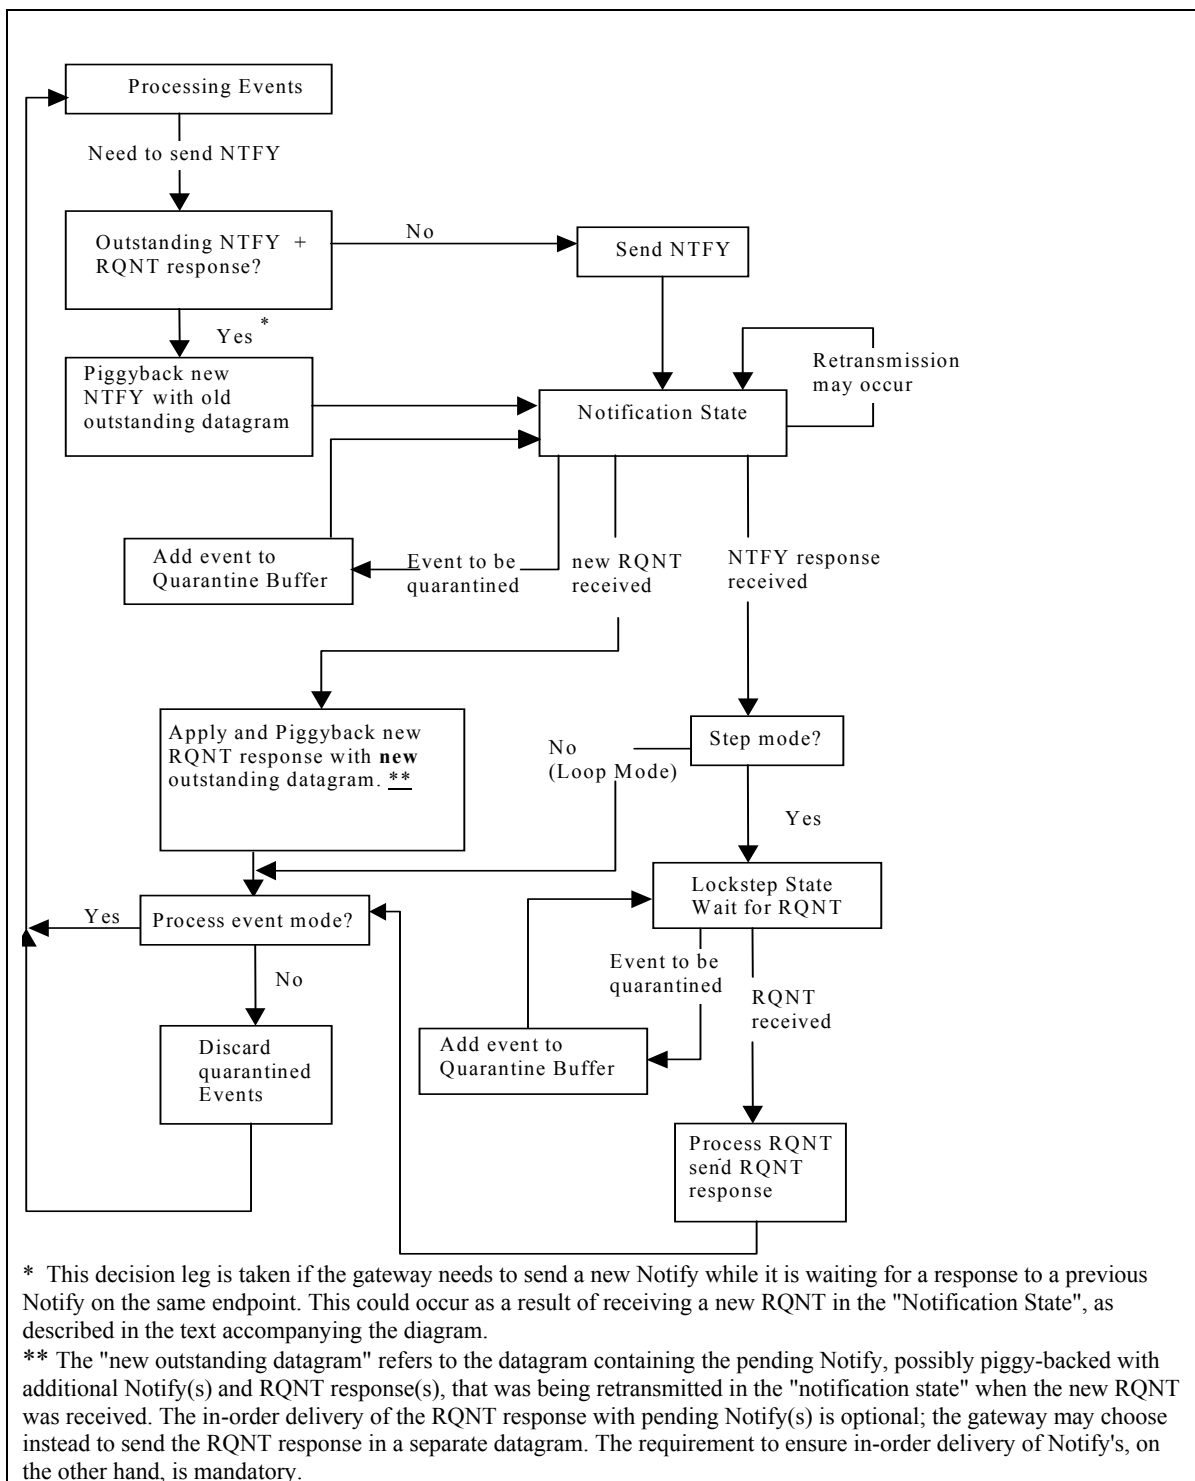 Processing Events
Need to send NTFY
Outstanding NTFY +
RQNT response?
No
Send NTFY
Yes *
Piggyback new
NTFY with old
outstanding datagram
Notification State
Retransmission
may occur
Add event to
Quarantine Buffer
Event to be
quarantined
new RQNT
received
NTFY response
received
Apply and Piggyback new
RQNT response with new
outstanding datagram. **
No
(Loop Mode)
Step mode?
Yes
Lockstep State
Wait for RQNT
Yes
Process event mode?
No
Event to be
quarantined
RQNT
received
Discard
quarantined
Events
Add event to
Quarantine Buffer
Process RQNT
send RQNT
response
* This decision leg is taken if the gateway needs to send a new Notify while it is waiting for a response to a previous
Notify on the same endpoint. This could occur as a result of receiving a new RQNT in the "Notification State", as
described in the text accompanying the diagram.
** The "new outstanding datagram" refers to the datagram containing the pending Notify, possibly piggy-backed with
additional Notify(s) and RQNT response(s), that was being retransmitted in the "notification state" when the new RQNT
was received. The in-order delivery of the RQNT response with pending Notify(s) is optional; the gateway may choose
instead to send the RQNT response in a separate datagram. The requirement to ensure in-order delivery of Notify's, on
the other hand, is mandatory.